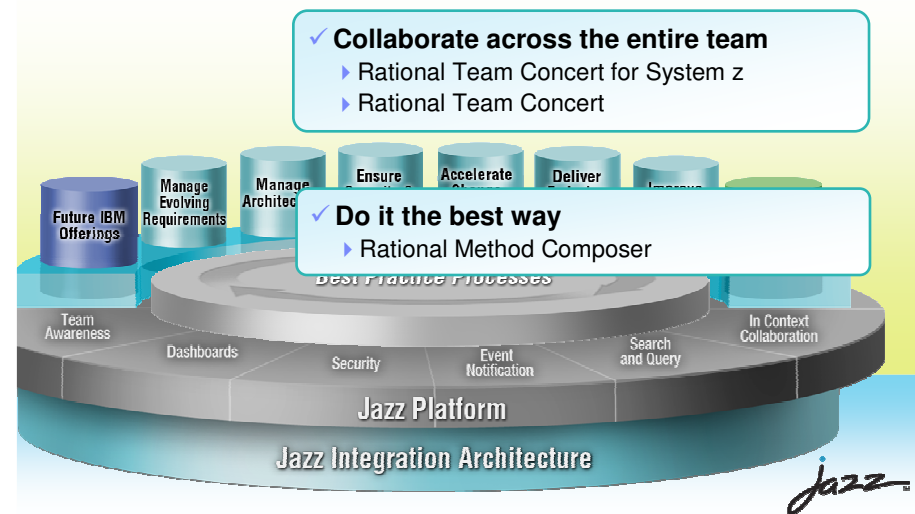 Collaborate across the entire team
Rational Team Concert for System z
Rational Team Concert
Future IBM
Offerings
Manage
Evolving
Requirements
Manage
Ensure
Accelerate
Deliver
Do it the best way
Rational Method Composer
Best Practice Processes
Team
Awareness
Dashboards
Security
Event
Notification
Search
and Query
In Context
Collaboration
Jazz Platform
Jazz Integration Architecture
jazz